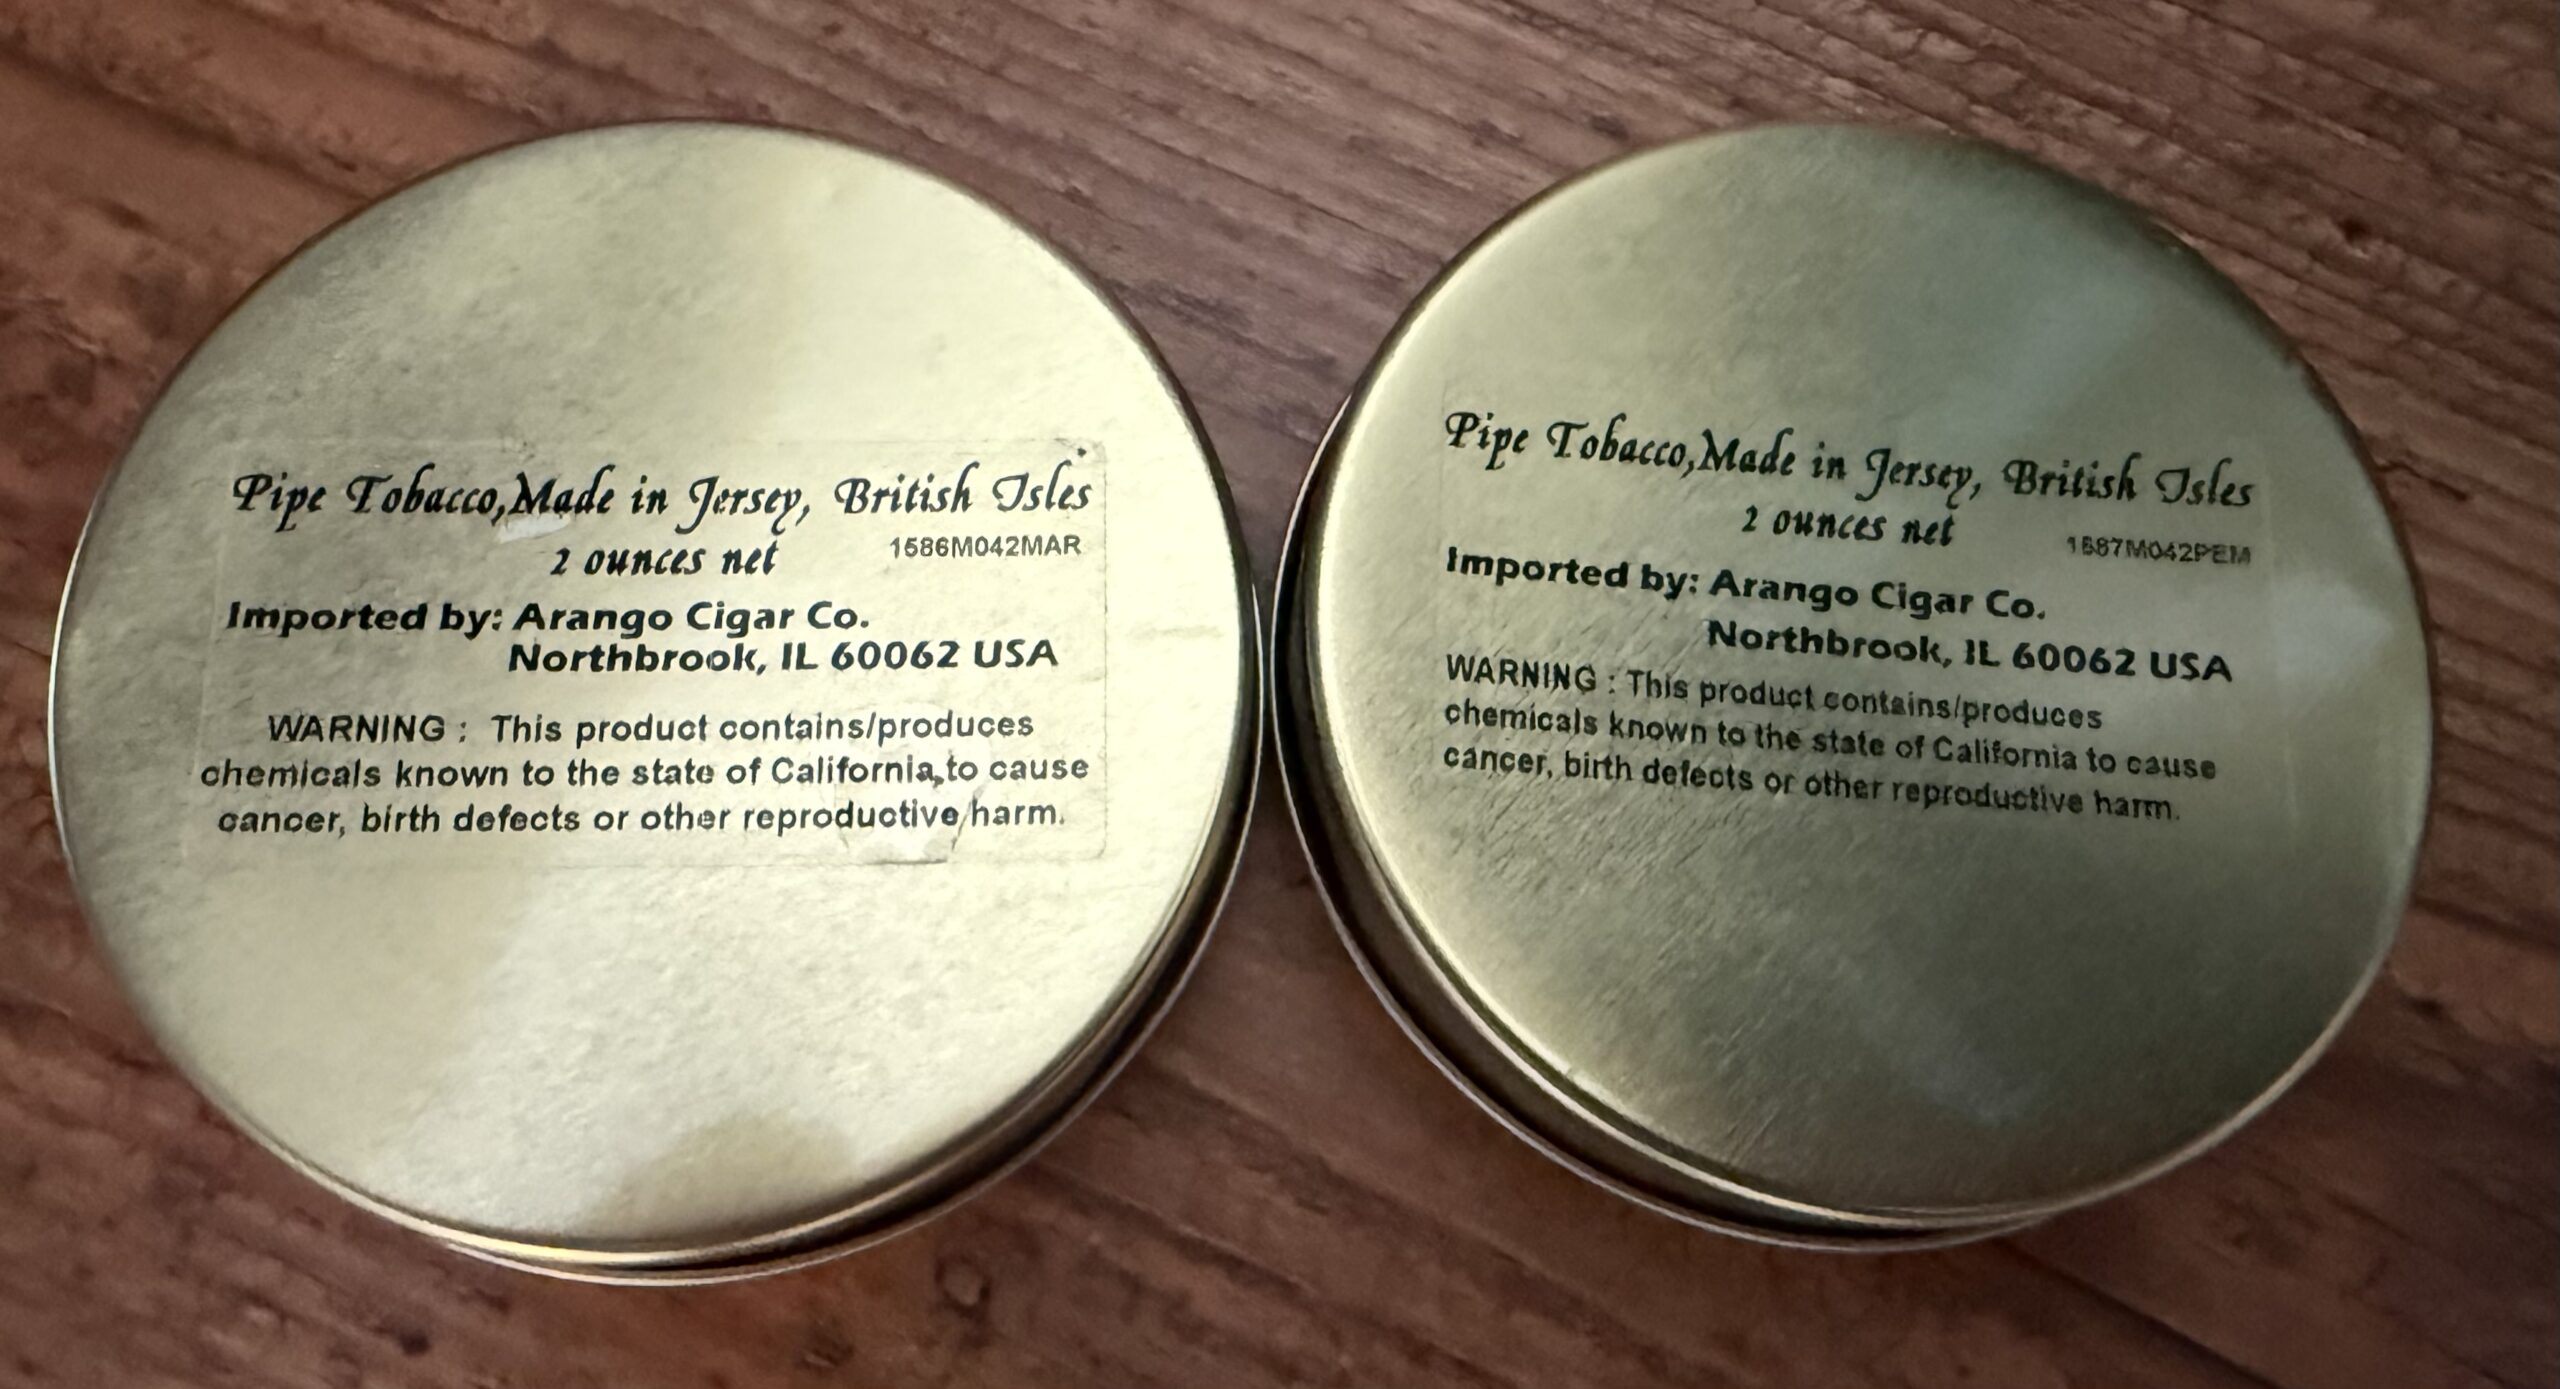 Pipe Tobacco,Made in Jersey, British Isles
2 ounces net 1586M042MAR
Imported by: Arango Cigar Co.
Northbrook, IL 60062 USA
WARNING : This product contains/produces
chemicals known to the state of California,to cause
cancer, birth defects or other reproductive harm.
Pipe Tobacco,Made in Jersey, British Isles
2 ounces net 1587M042PEM
Imported by: Arango Cigar Co.
Northbrook, IL 60062 USA
WARNING : This product contains/produces
chemicals known to the state of California to cause
cancer, birth defects or other reproductive harm.